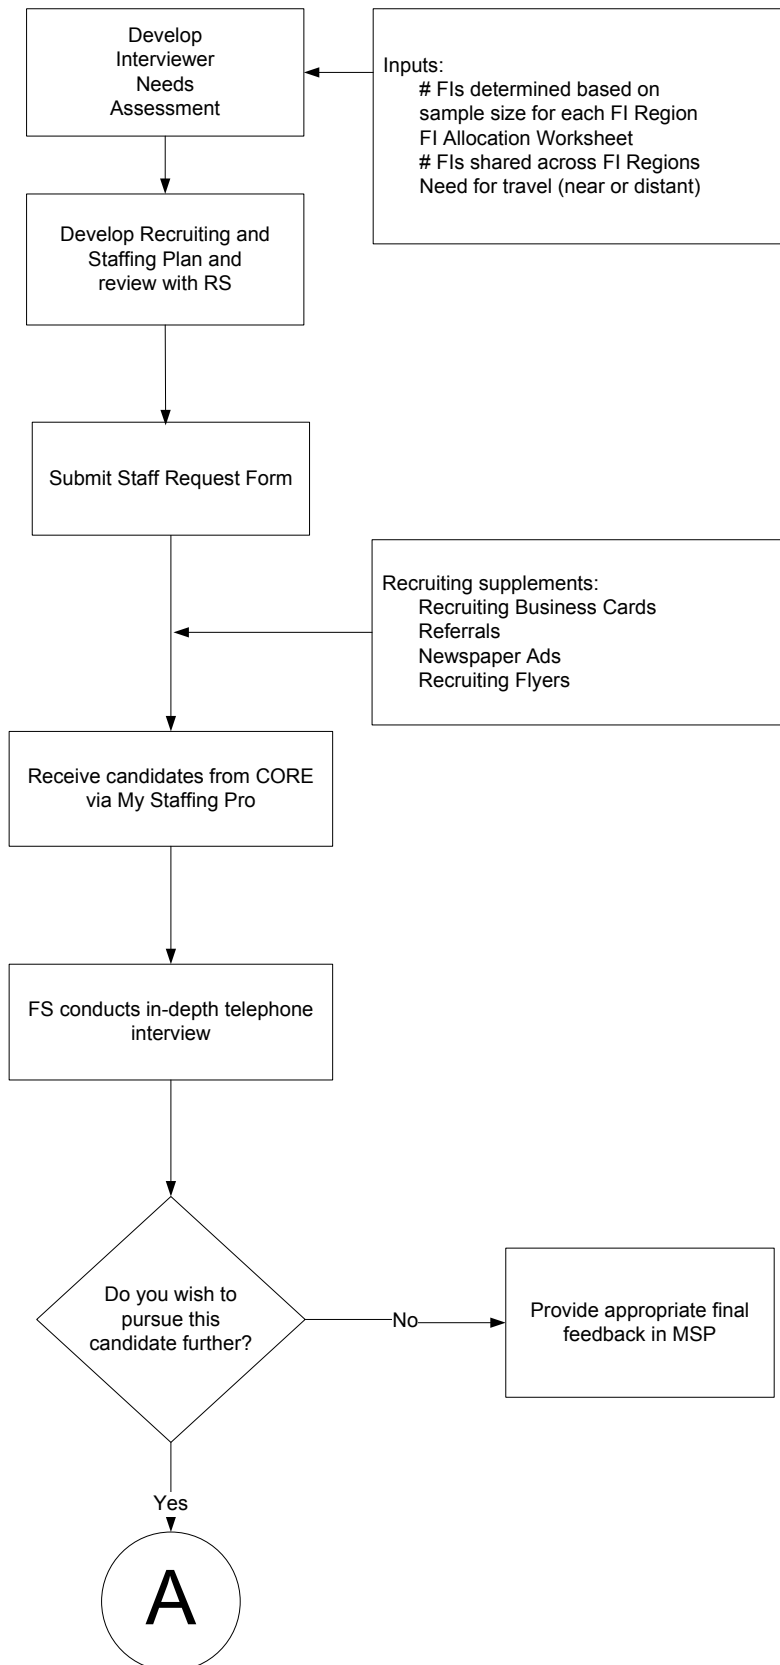 Develop
Interviewer
Needs
Assessment
Inputs:
# FIs determined based on
sample size for each FI Region
FI Allocation Worksheet
# FIs shared across FI Regions
Need for travel (near or distant)
Develop Recruiting and
Staffing Plan and
review with RS
Submit Staff Request Form
Recruiting supplements:
Recruiting Business Cards
Referrals
Newspaper Ads
Recruiting Flyers
Receive candidates from CORE
via My Staffing Pro
FS conducts in-depth telephone
interview
Do you wish to
pursue this
candidate further?
No
Provide appropriate final
feedback in MSP
Yes
A